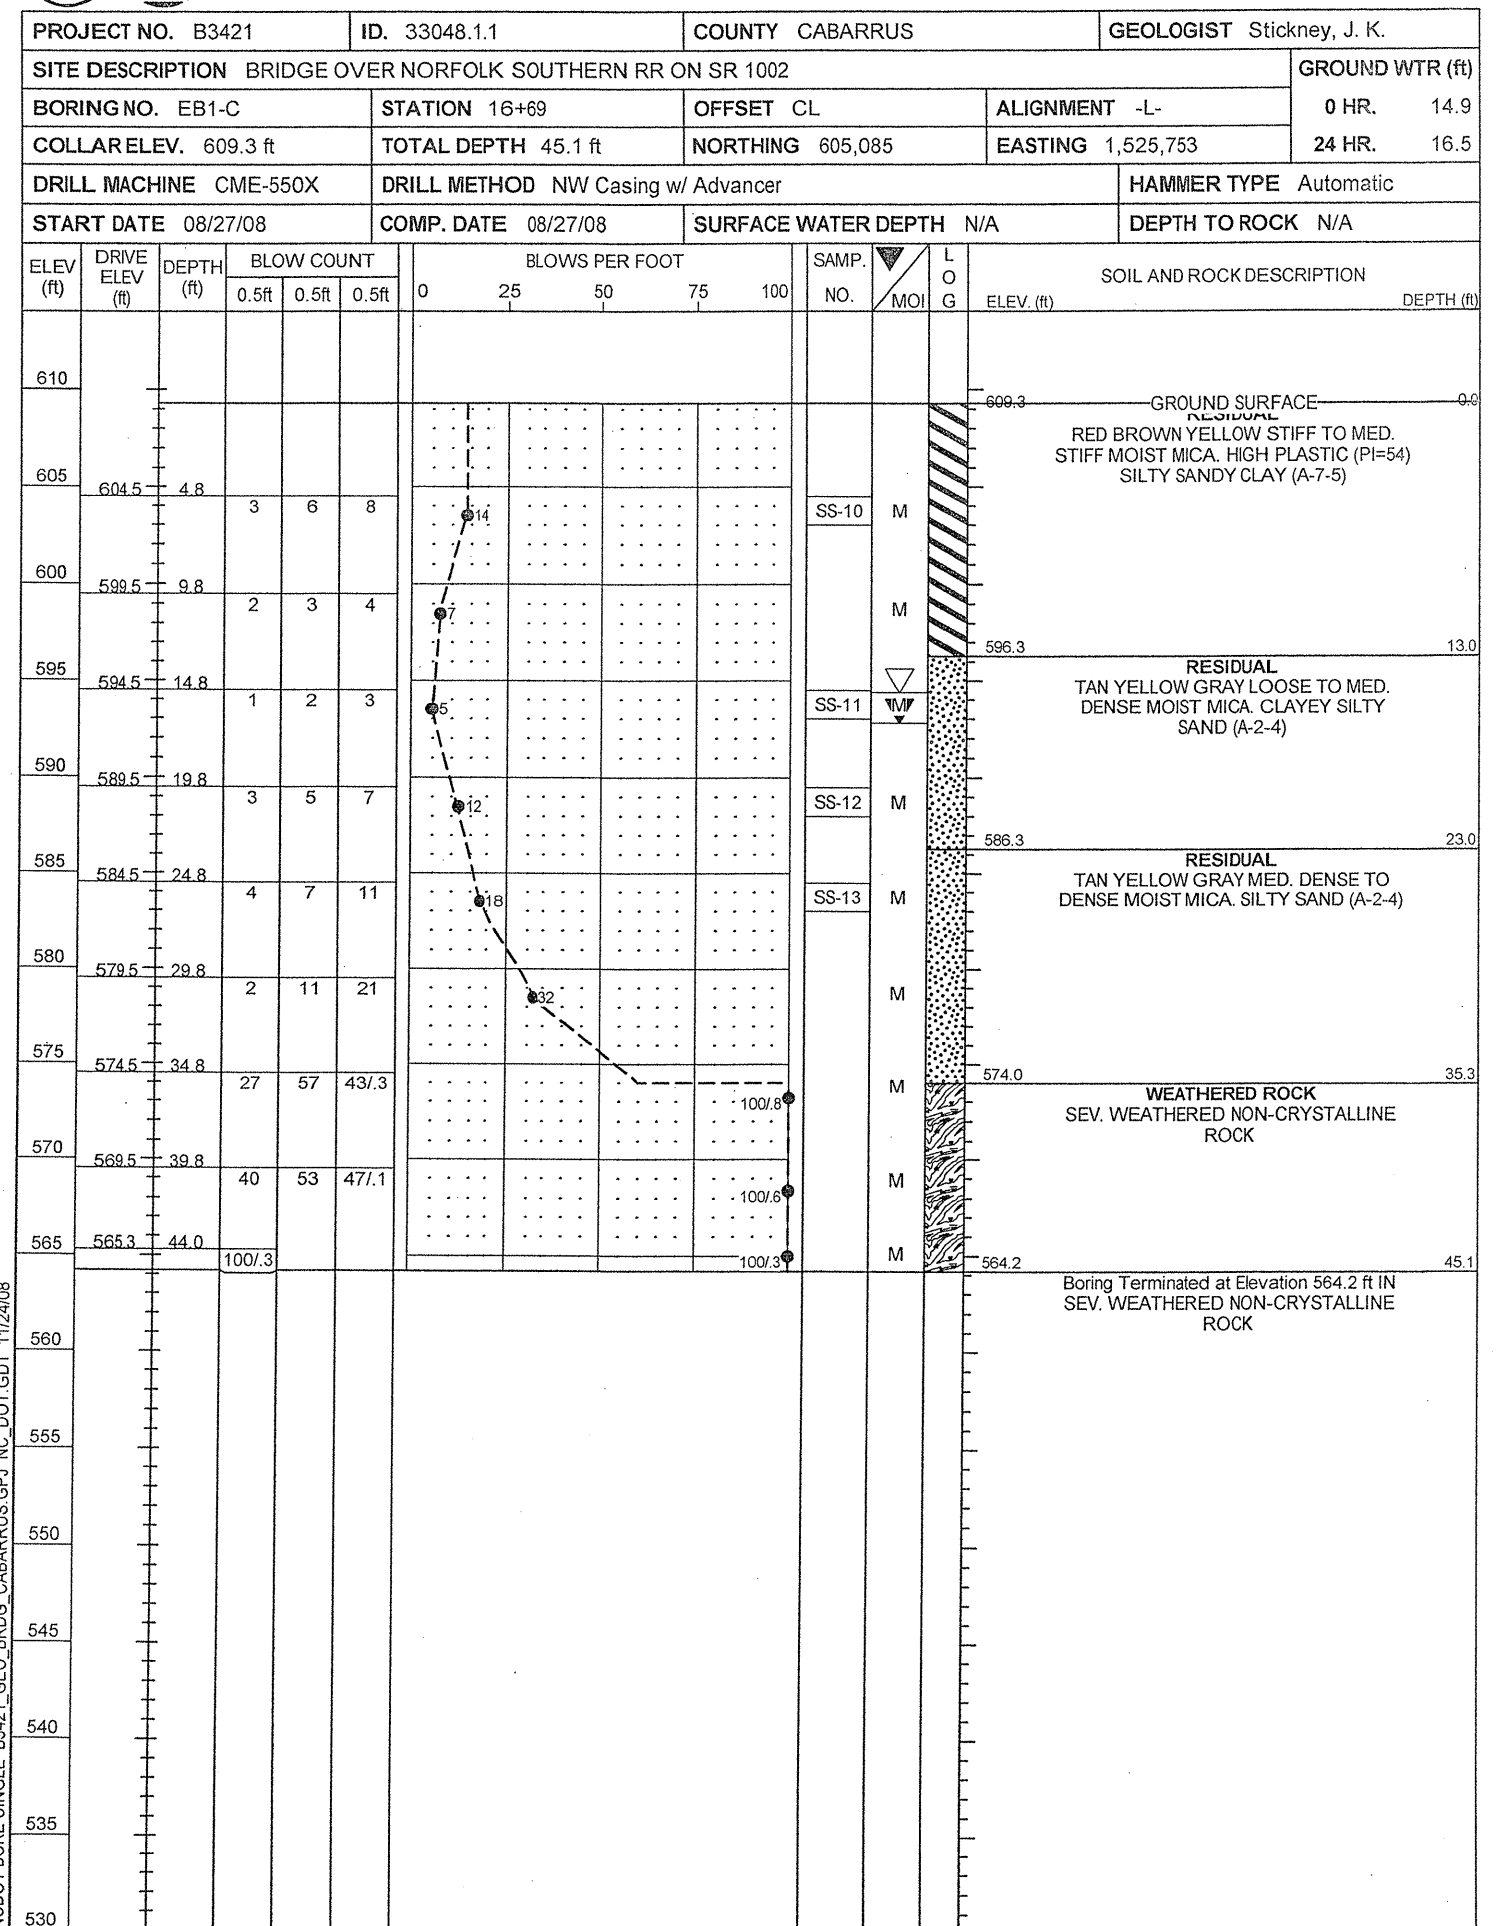 PROJECT NO. B3421 ID. 33048.1.1 COUNTY CABARRUS GEOLOGIST Stickney, J. K.
SITE DESCRIPTION BRIDGE OVER NORFOLK SOUTHERN RR ON SR 1002 GROUND WTR (ft)
BORING NO. EB1-C STATION 16+69 OFFSET CL ALIGNMENT -L- 0 HR. 14.9
COLLAR ELEV. 609.3 ft TOTAL DEPTH 45.1 ft NORTHING 605,085 EASTING 1,525,753 24 HR. 16.5
DRILL MACHINE CME-550X DRILL METHOD NW Casing w/ Advancer HAMMER TYPE Automatic
START DATE 08/27/08 COMP. DATE 08/27/08 SURFACE WATER DEPTH N/A DEPTH TO ROCK N/A
ELEV (ft) DRIVE ELEV (ft) DEPTH (ft) BLOW COUNT BLOWS PER FOOT SAMP. NO. MOI LOG SOIL AND ROCK DESCRIPTION
0.5ft 0.5ft 0.5ft 0 25 50 75 100 ELEV. (ft) DEPTH (ft)
610
609.3 GROUND SURFACE 0.0
RESIDUAL
RED BROWN YELLOW STIFF TO MED.
STIFF MOIST MICA. HIGH PLASTIC (PI=54)
605 SILTY SANDY CLAY (A-7-5)
604.5 4.8
3 6 8 14 SS-10 M
600
599.5 9.8
2 3 4 7 M
596.3 13.0
595 RESIDUAL
594.5 14.8 TAN YELLOW GRAY LOOSE TO MED.
1 2 3 5 SS-11 M DENSE MOIST MICA. CLAYEY SILTY
SAND (A-2-4)
590
589.5 19.8
3 5 7 12 SS-12 M
586.3 23.0
585 RESIDUAL
584.5 24.8 TAN YELLOW GRAY MED. DENSE TO
4 7 11 18 SS-13 M DENSE MOIST MICA. SILTY SAND (A-2-4)
580
579.5 29.8
2 11 21 32 M
575
574.5 34.8
574.0 35.3
27 57 43/.3 100/.8 M WEATHERED ROCK
SEV. WEATHERED NON-CRYSTALLINE
ROCK
570
569.5 39.8
40 53 47/.1 100/.6 M
565 565.3 44.0
100/.3 100/.3 M 564.2 45.1
Boring Terminated at Elevation 564.2 ft IN
SEV. WEATHERED NON-CRYSTALLINE
ROCK
560
555
550
545
540
535
530
NCDOT BORE SINGLE B3421_GEO_BRDG_CABARRUS.GPJ NC_DOT.GDT 11/24/08